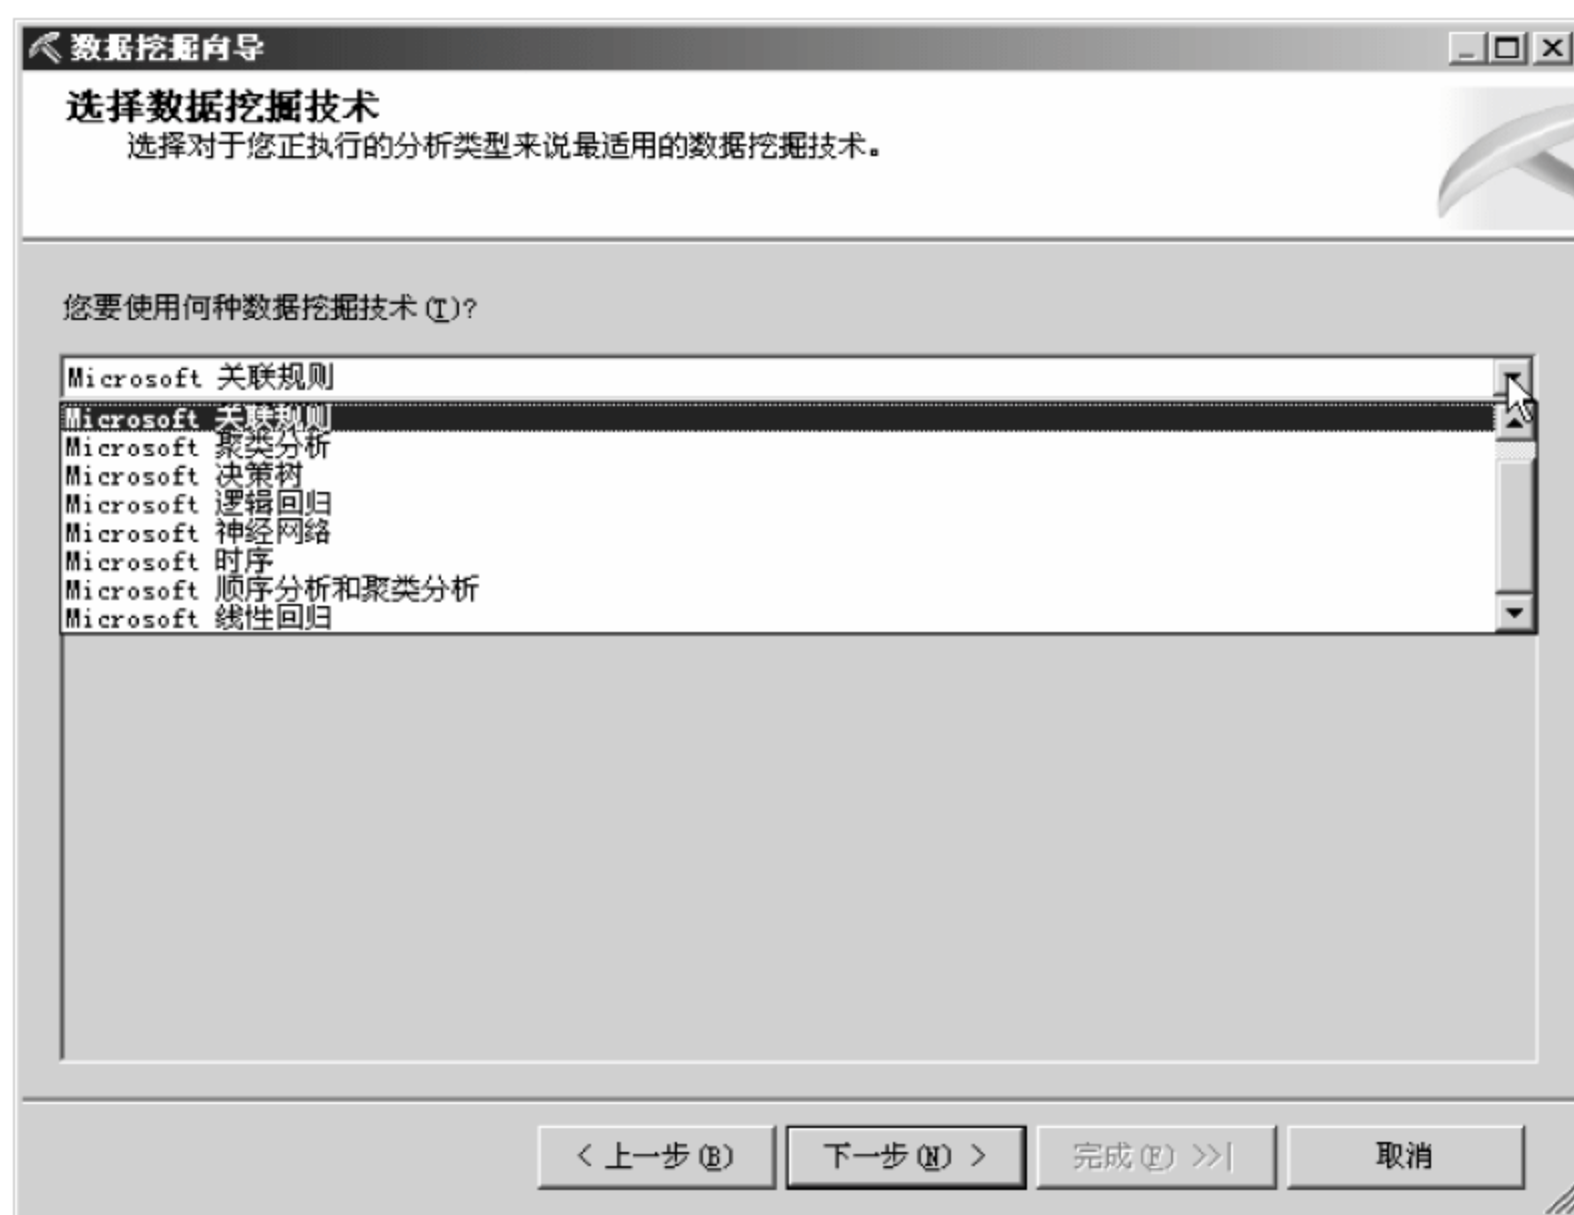 数据挖掘向导
选择数据挖掘技术
选择对于您正执行的分析类型来说最适用的数据挖掘技术。
您要使用何种数据挖掘技术(T)?
Microsoft 关联规则
Microsoft 关联规则
Microsoft 聚类分析
Microsoft 决策树
Microsoft 逻辑回归
Microsoft 神经网络
Microsoft 时序
Microsoft 顺序分析和聚类分析
Microsoft 线性回归
< 上一步(B) 下一步(N) > 完成(F) >>| 取消